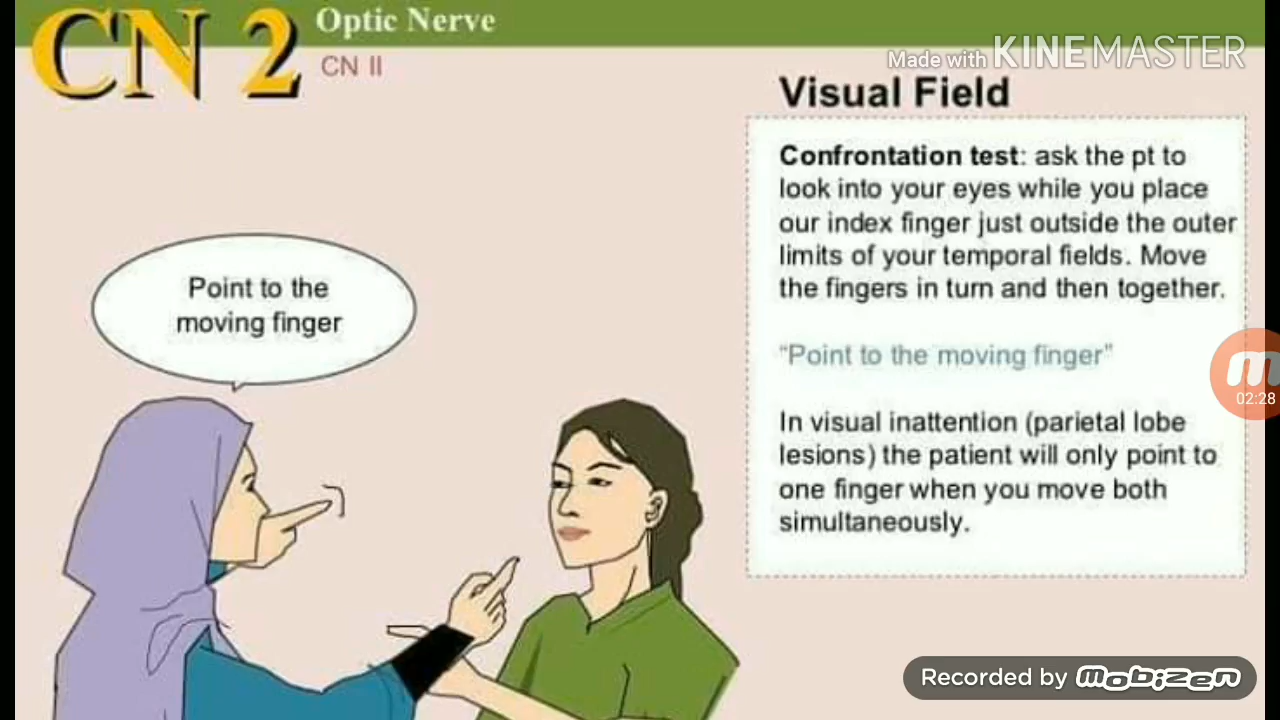 CN 2
Optic Nerve
CN II
Made with KINEMASTER
Visual Field
Confrontation test: ask the pt to
look into your eyes while you place
our index finger just outside the outer
limits of your temporal fields. Move
the fingers in turn and then together.
“Point to the moving finger”
In visual inattention (parietal lobe
lesions) the patient will only point to
one finger when you move both
simultaneously.
Point to the
moving finger
02:28
Recorded by MOBIZEN